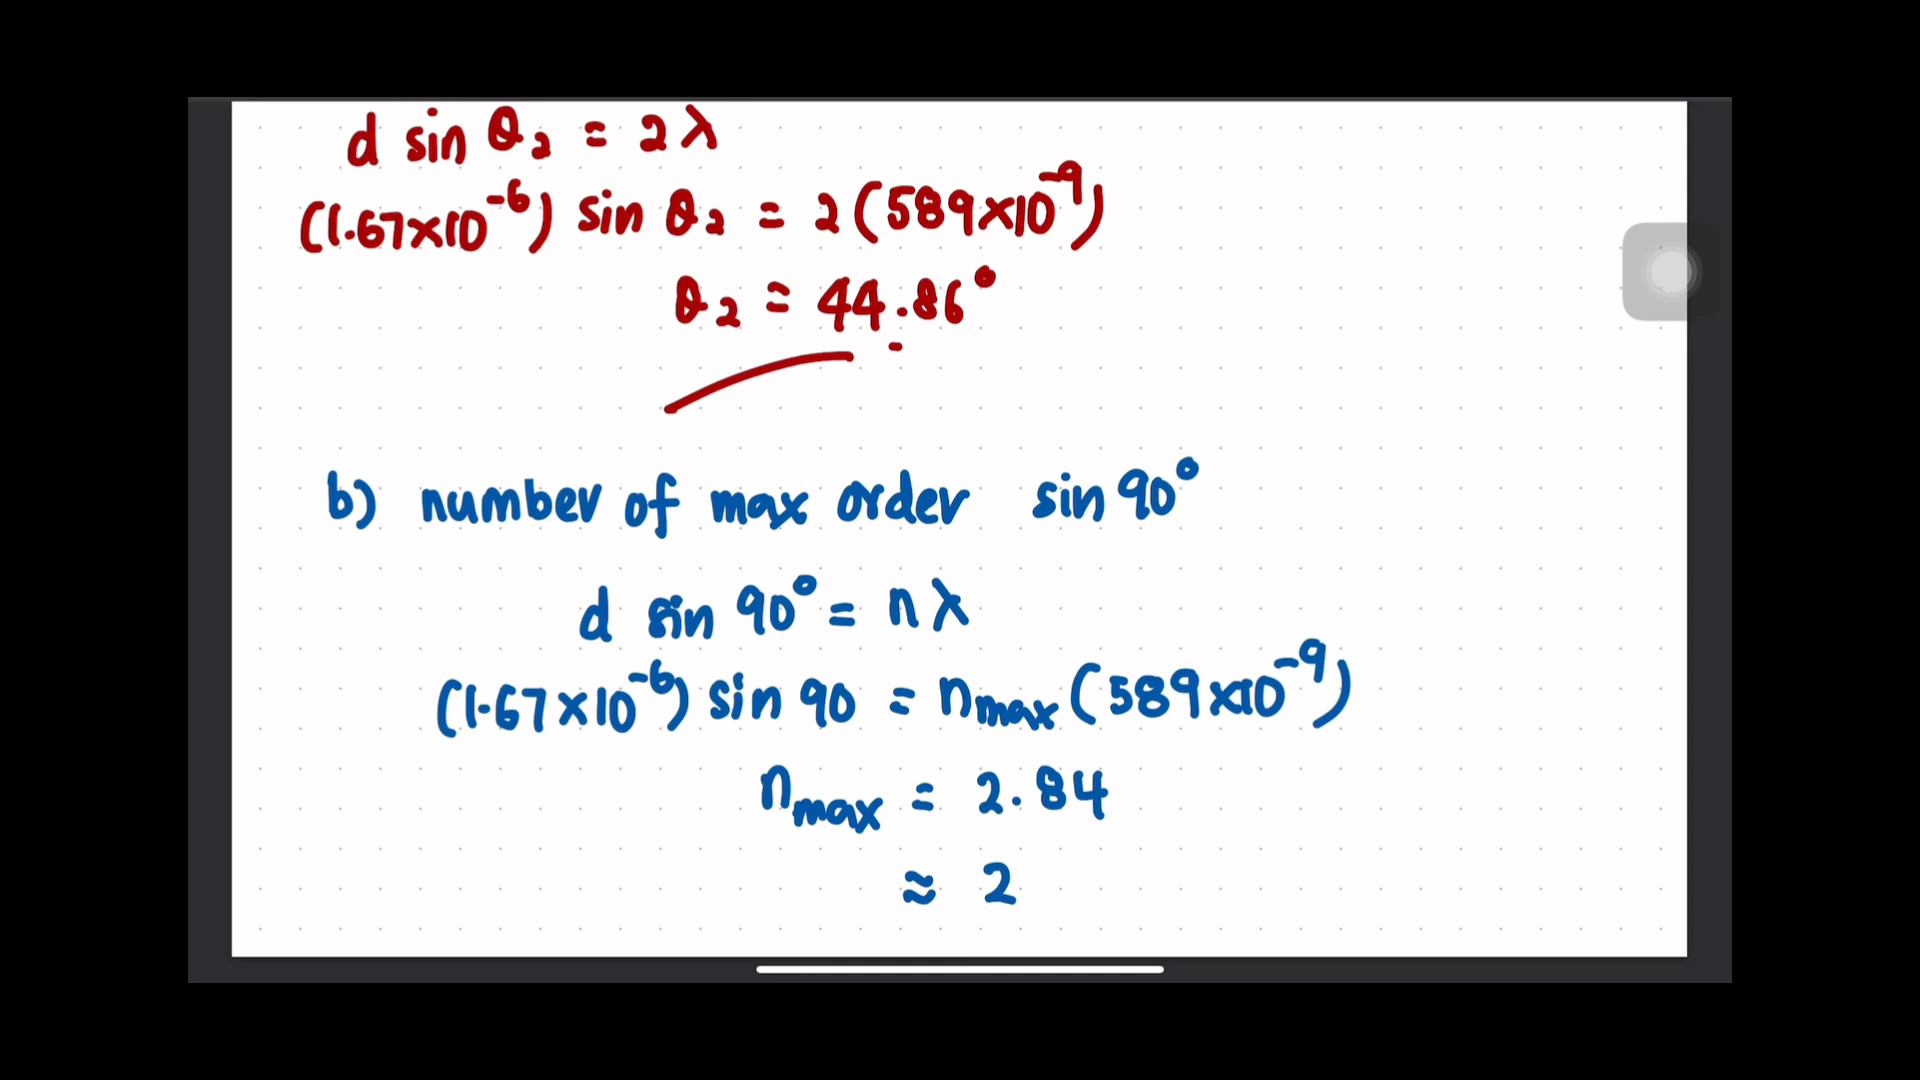 d sin θ₂ = 2λ
(1.67×10⁻⁶) sin θ₂ = 2(589×10⁻⁹)
θ₂ = 44.86°
b) number of max order sin 90°
d sin 90° = nλ
(1.67×10⁻⁶) sin 90 = nmax (589×10⁻⁹)
nmax = 2.84
≈ 2